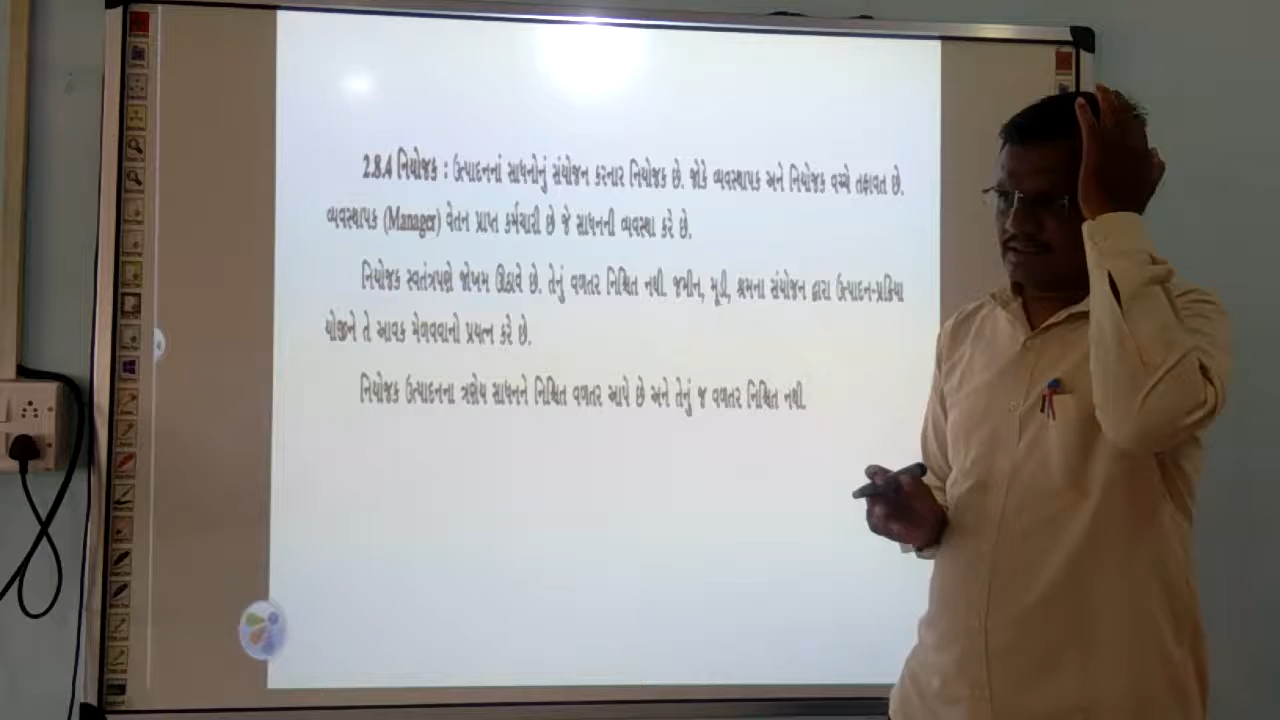 2.8.4 નિયોજક : ઉત્પાદનનાં સાધનોનું સંયોજન કરનાર નિયોજક છે. જોકે વ્યવસ્થાપક અને નિયોજક વચ્ચે તફાવત છે.
વ્યવસ્થાપક (Manager) વેતન પ્રાપ્ત કર્મચારી છે જે સાધનની વ્યવસ્થા કરે છે.
નિયોજક સ્વતંત્રપણે જોખમ ઊઠાવે છે. તેનું વળતર નિશ્ચિત નથી. જમીન, મૂડી, શ્રમના સંયોજન દ્વારા ઉત્પાદન-પ્રક્રિયા
યોજીને તે આવક મેળવવાનો પ્રયત્ન કરે છે.
નિયોજક ઉત્પાદનના ત્રણેય સાધનને નિશ્ચિત વળતર આપે છે અને તેનું જ વળતર નિશ્ચિત નથી.